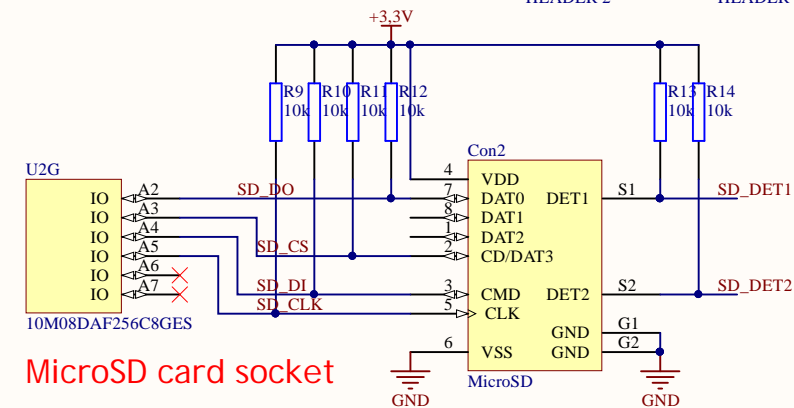 HEADER 2
HEADER
+3,3V
R9 R10 R11 R12 R13 R14
10k 10k 10k 10k 10k 10k
U2G
Con2
IO A2 SD_DO 4 VDD
IO A3 7 DAT0 DET1 S1 SD_DET1
IO A4 8 DAT1
IO A5 1 DAT2
IO A6 SD_CS 2 CD/DAT3
IO A7 SD_DI 3 CMD DET2 S2 SD_DET2
SD_CLK 5 CLK
10M08DAF256C8GES
GND G1
6 VSS GND G2
MicroSD card socket
MicroSD
GND
GND